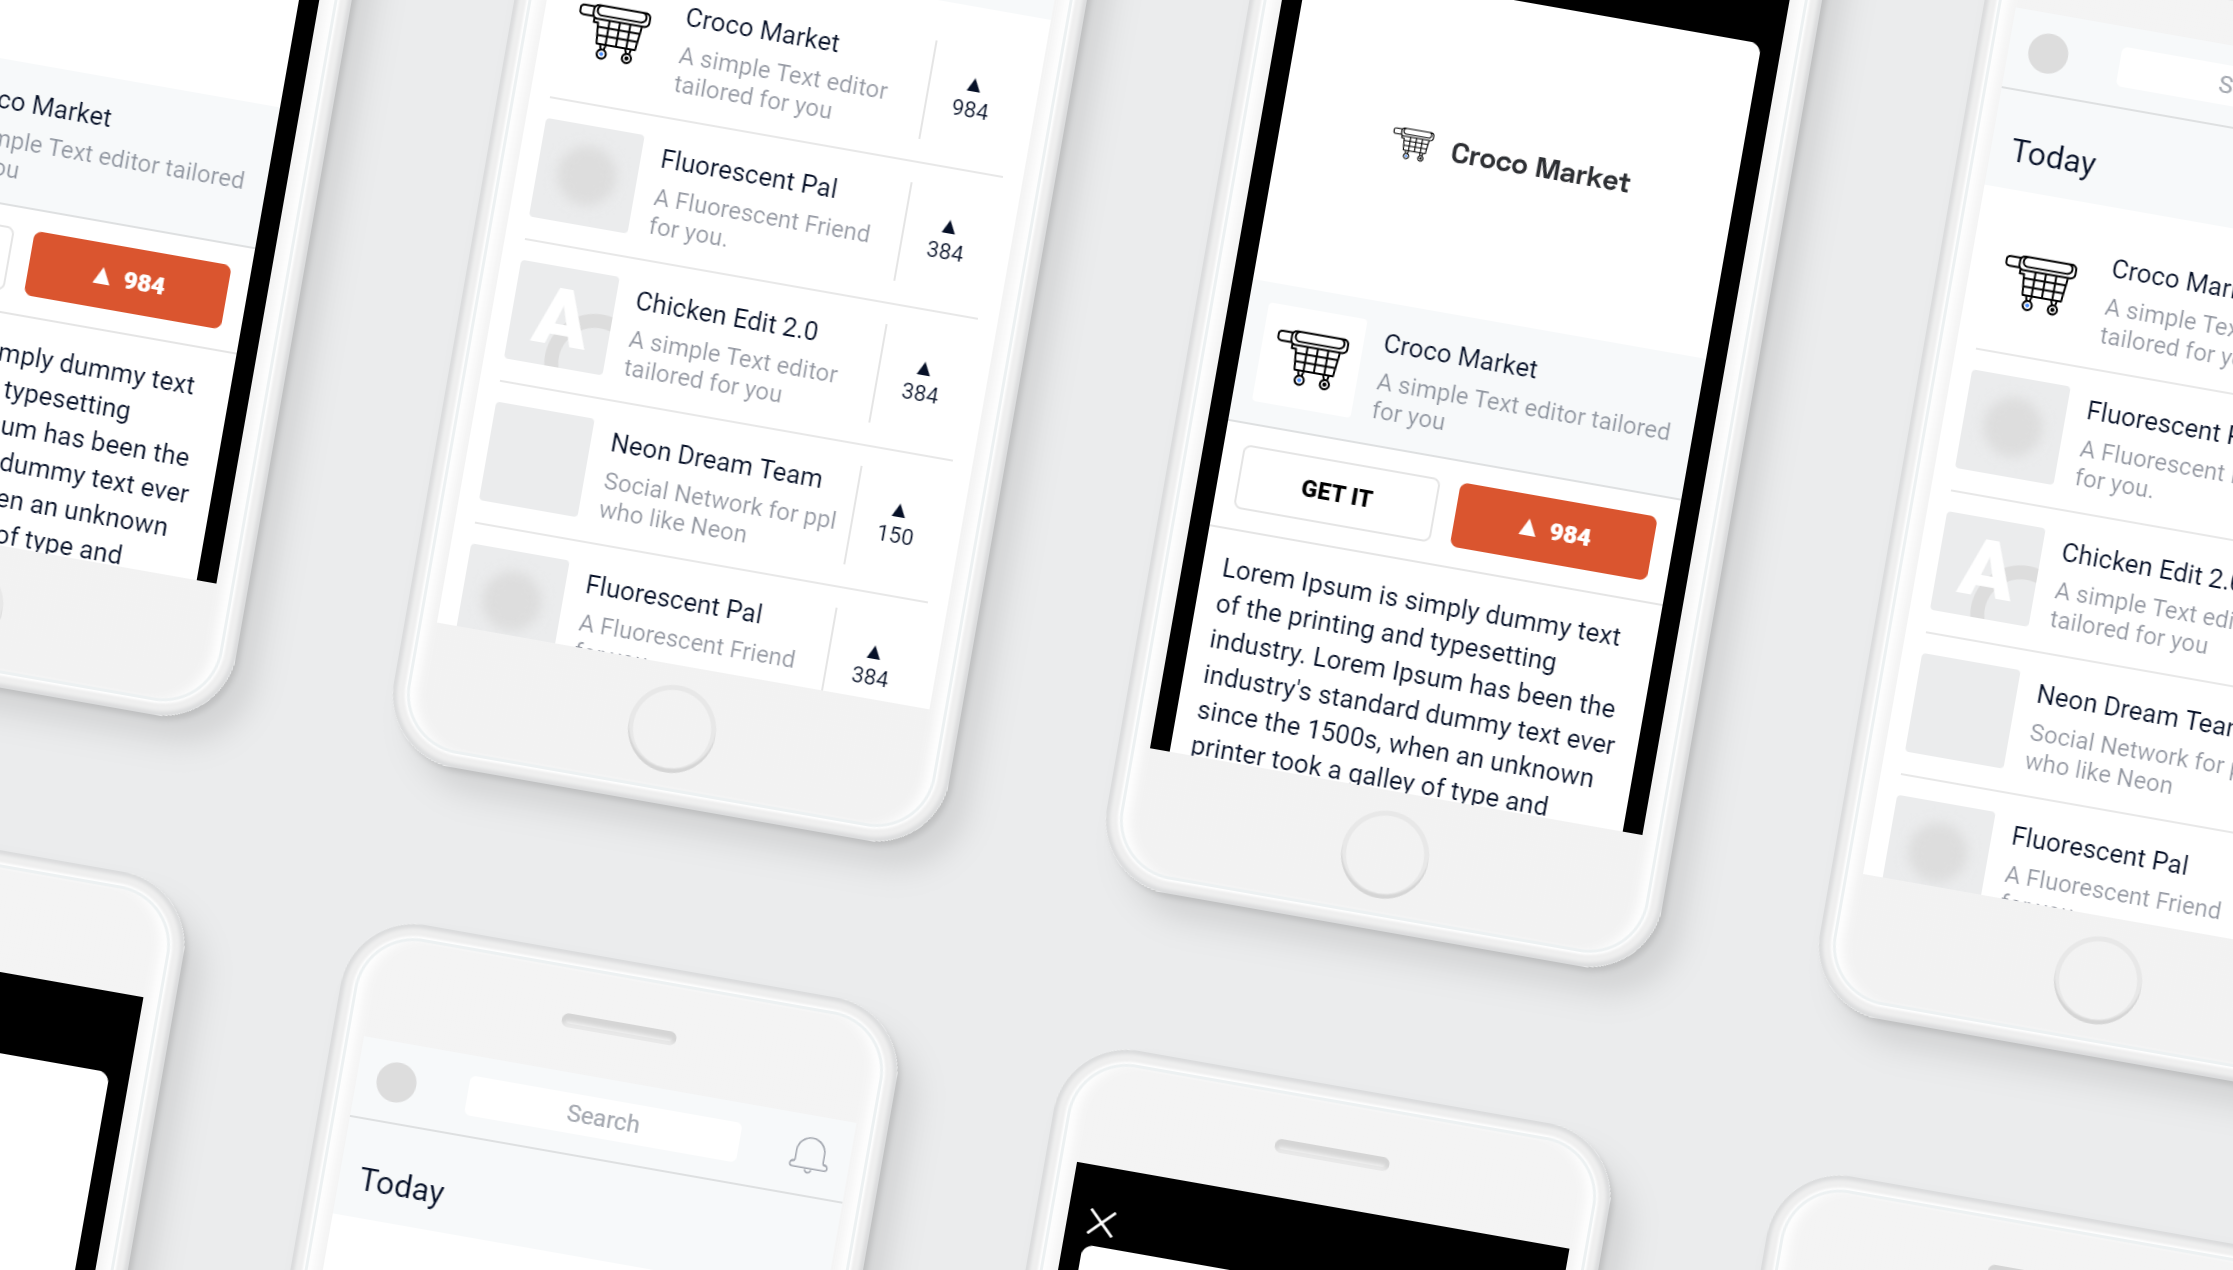 co Market
mple Text editor tailored
ou
▲ 984
mply dummy text
typesetting
um has been the
dummy text ever
en an unknown
of type and
Croco Market
A simple Text editor
tailored for you
▲
984
Fluorescent Pal
A Fluorescent Friend
for you.
▲
384
Chicken Edit 2.0
A simple Text editor
tailored for you
▲
384
Neon Dream Team
Social Network for ppl
who like Neon
▲
150
Fluorescent Pal
A Fluorescent Friend
for you.
▲
384
Croco Market
Croco Market
A simple Text editor tailored
for you
GET IT
▲ 984
Lorem Ipsum is simply dummy text
of the printing and typesetting
industry. Lorem Ipsum has been the
industry's standard dummy text ever
since the 1500s, when an unknown
printer took a galley of type and
S
Today
Croco Mar
A simple Tex
tailored for y
Fluorescent
A Fluorescent
for you.
A
Chicken Edit 2.
A simple Text edi
tailored for you
Neon Dream Tea
Social Network for
who like Neon
Fluorescent Pal
A Fluorescent Friend
Search
Today